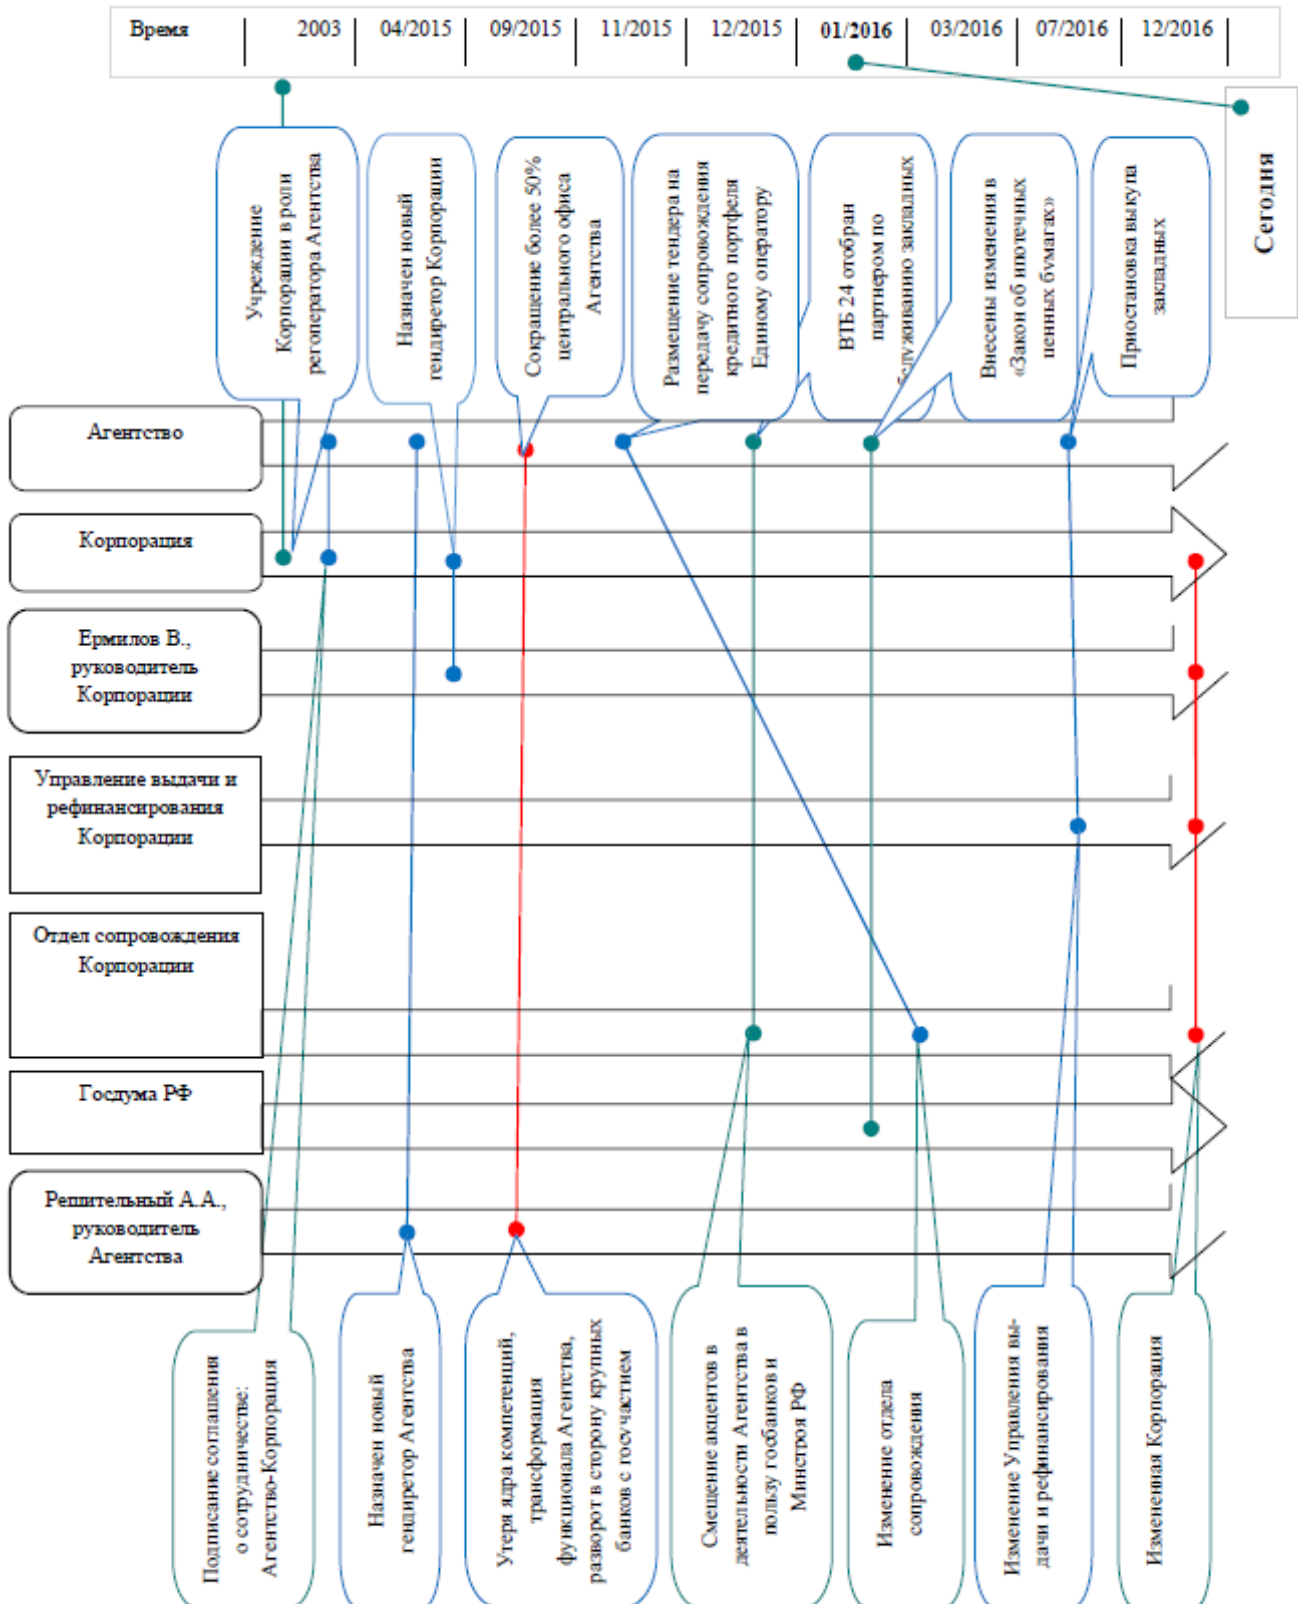 Время
2003
04/2015
09/2015
11/2015
12/2015
01/2016
03/2016
07/2016
12/2016
Сегодня
Учреждение
Корпорации в роли
регоператора Агентства
Назначен новый
гендиретор Корпорации
Сокращение более 50%
центрального офиса
Агентства
Размещение тендера на
передачу сопровождения
кредитного портфеля
Единому оператору
ВТБ 24 отобран
партнером по
бслуживанию закладных
Внесены изменения в
«Закон об ипотечных
ценных бумагах»
Приостановка выкупа
закладных
Агентство
Корпорация
Ермилов В.,
руководитель
Корпорации
Управление выдачи и
рефинансирования
Корпорации
Отдел сопровождения
Корпорации
Госдума РФ
Решительный А.А.,
руководитель
Агентства
Подписание соглашения
о сотрудничестве:
Агентство-Корпорация
Назначен новый
гендиретор Агентства
Утеря ядра компетенций,
трансформация
функционала Агентства,
разворот в сторону крупных
банков с госучастием
Смещение акцентов в
деятельности Агентства в
пользу госбанков и
Минстроя РФ
Изменение отдела
сопровождения
Изменение Управления вы-
дачи и рефинансирования
Измененная Корпорация